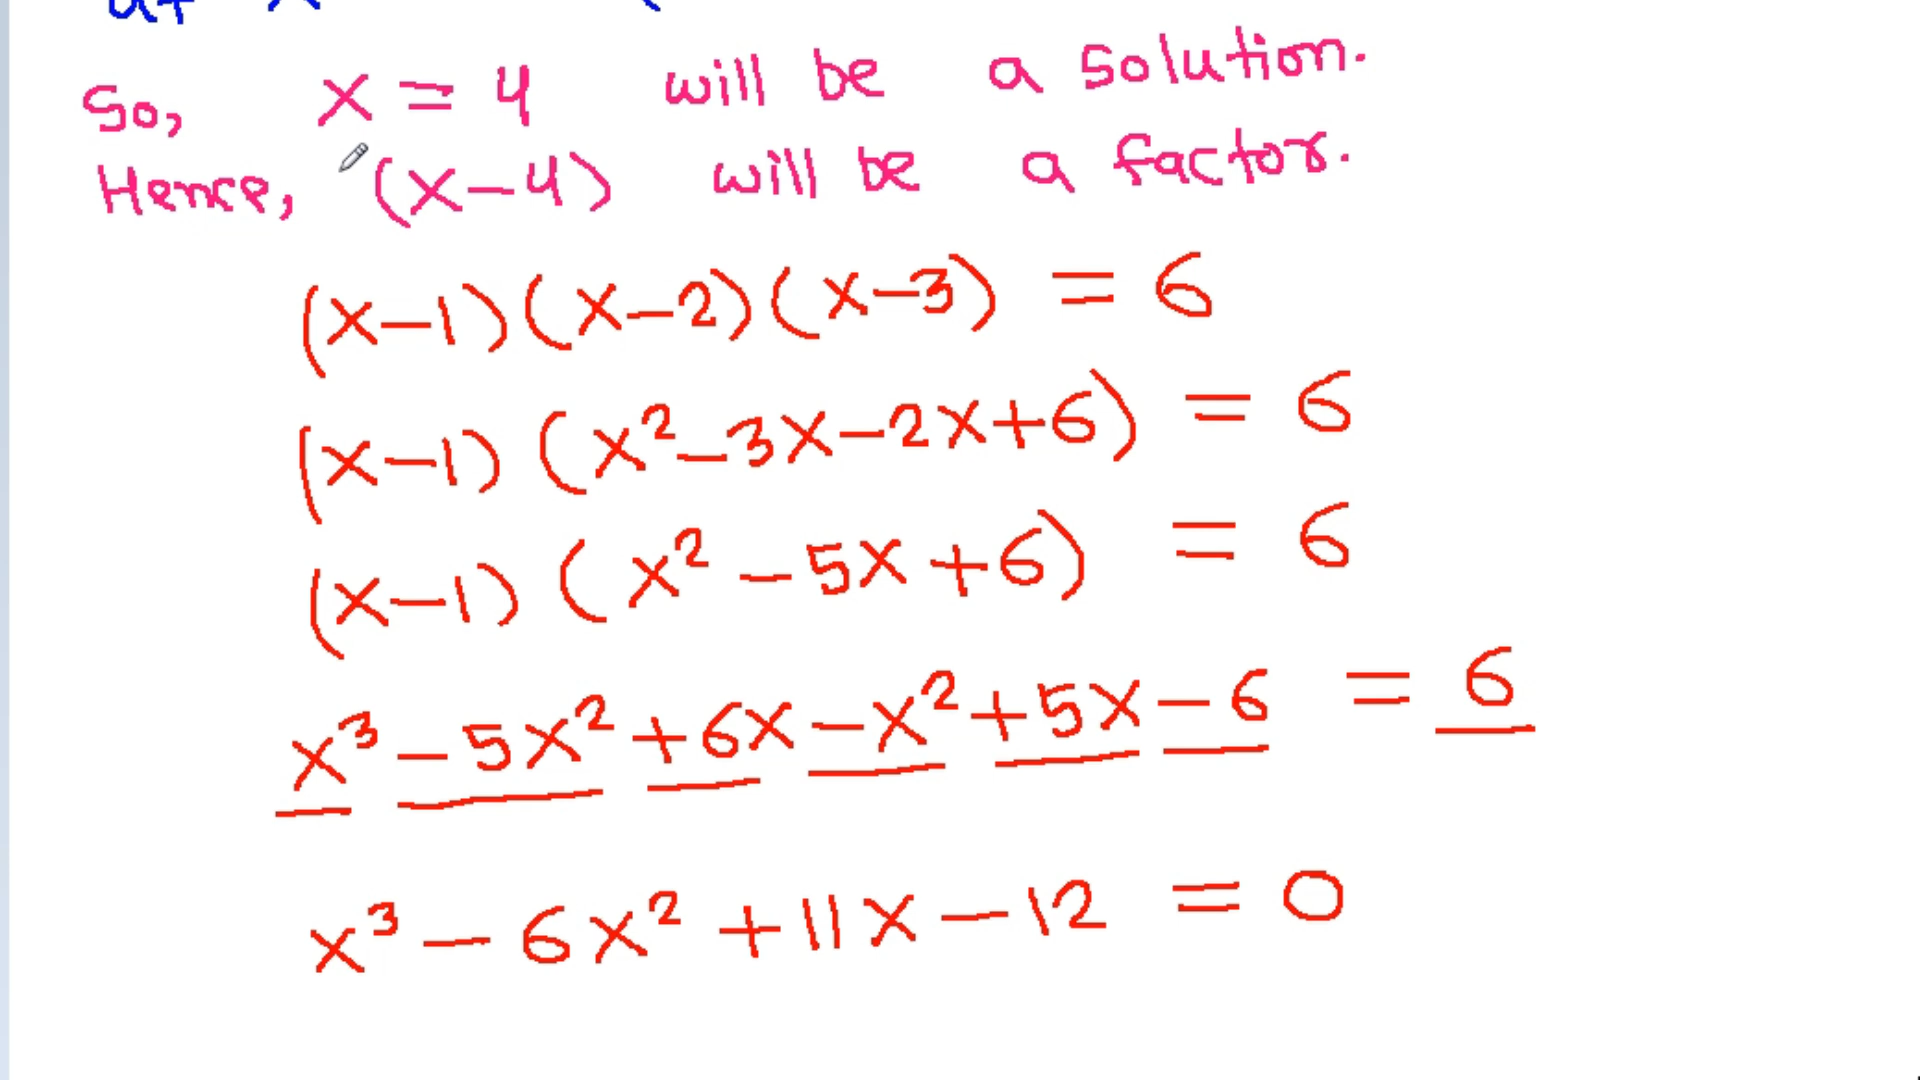 So, x = 4 will be a solution.
Hence, (x-4) will be a factor.
(x-1)(x-2)(x-3) = 6
(x-1)(x²-3x-2x+6) = 6
(x-1)(x²-5x+6) = 6
x³-5x²+6x-x²+5x-6 = 6
x³-6x²+11x-12 = 0